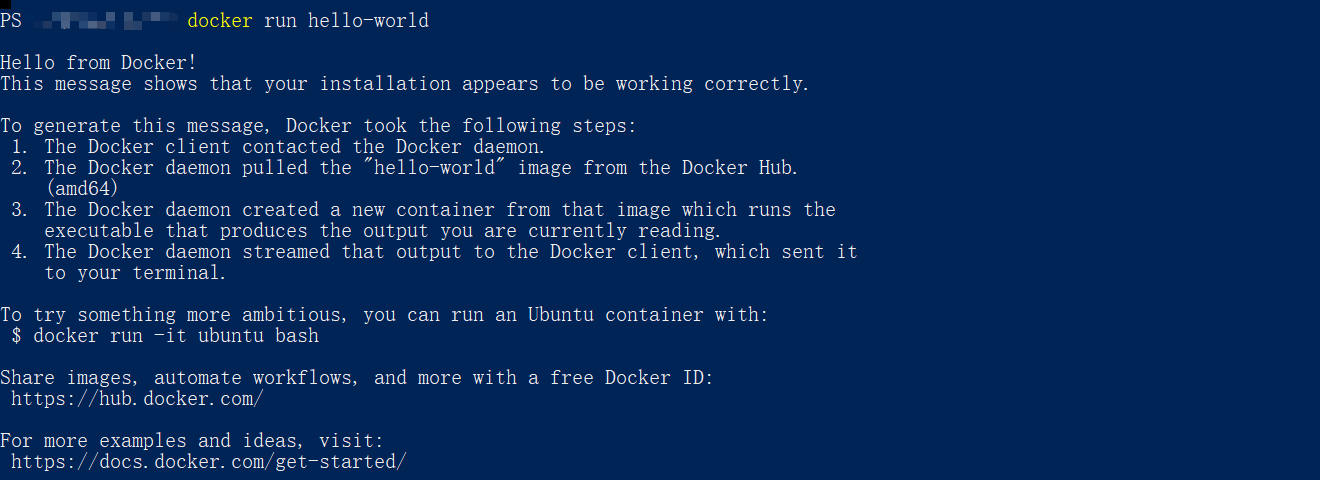 PS docker run hello-world
Hello from Docker!
This message shows that your installation appears to be working correctly.
To generate this message, Docker took the following steps:
1. The Docker client contacted the Docker daemon.
2. The Docker daemon pulled the "hello-world" image from the Docker Hub.
(amd64)
3. The Docker daemon created a new container from that image which runs the
executable that produces the output you are currently reading.
4. The Docker daemon streamed that output to the Docker client, which sent it
to your terminal.
To try something more ambitious, you can run an Ubuntu container with:
$ docker run -it ubuntu bash
Share images, automate workflows, and more with a free Docker ID:
https://hub.docker.com/
For more examples and ideas, visit:
https://docs.docker.com/get-started/